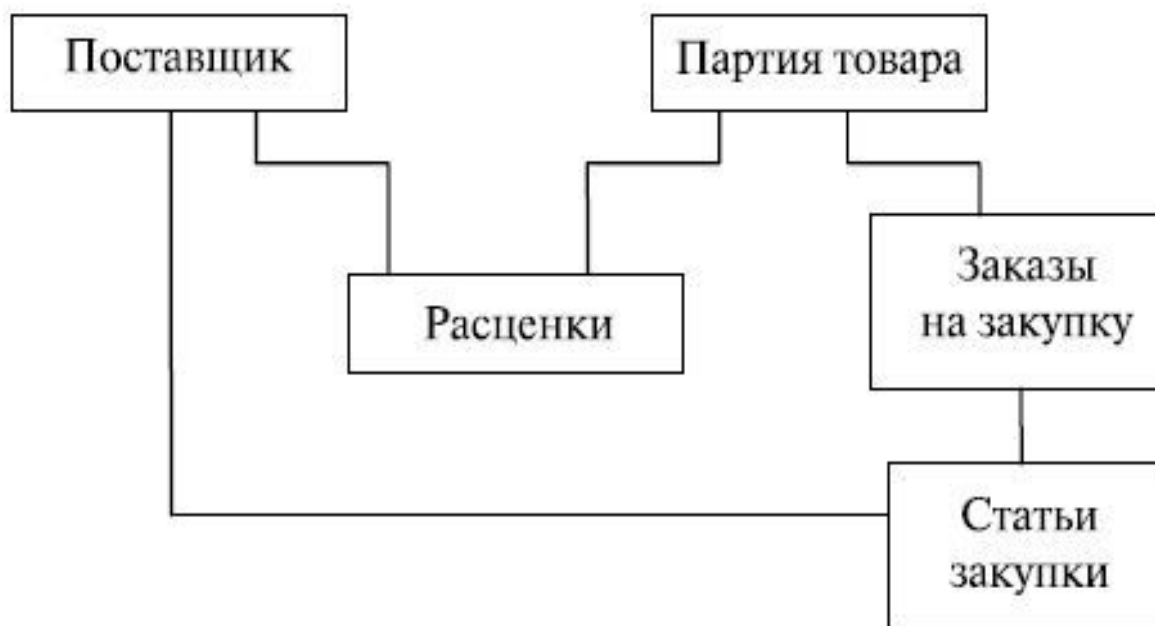 Поставщик
Партия товара
Расценки
Заказы
на закупку
Статьи
закупки